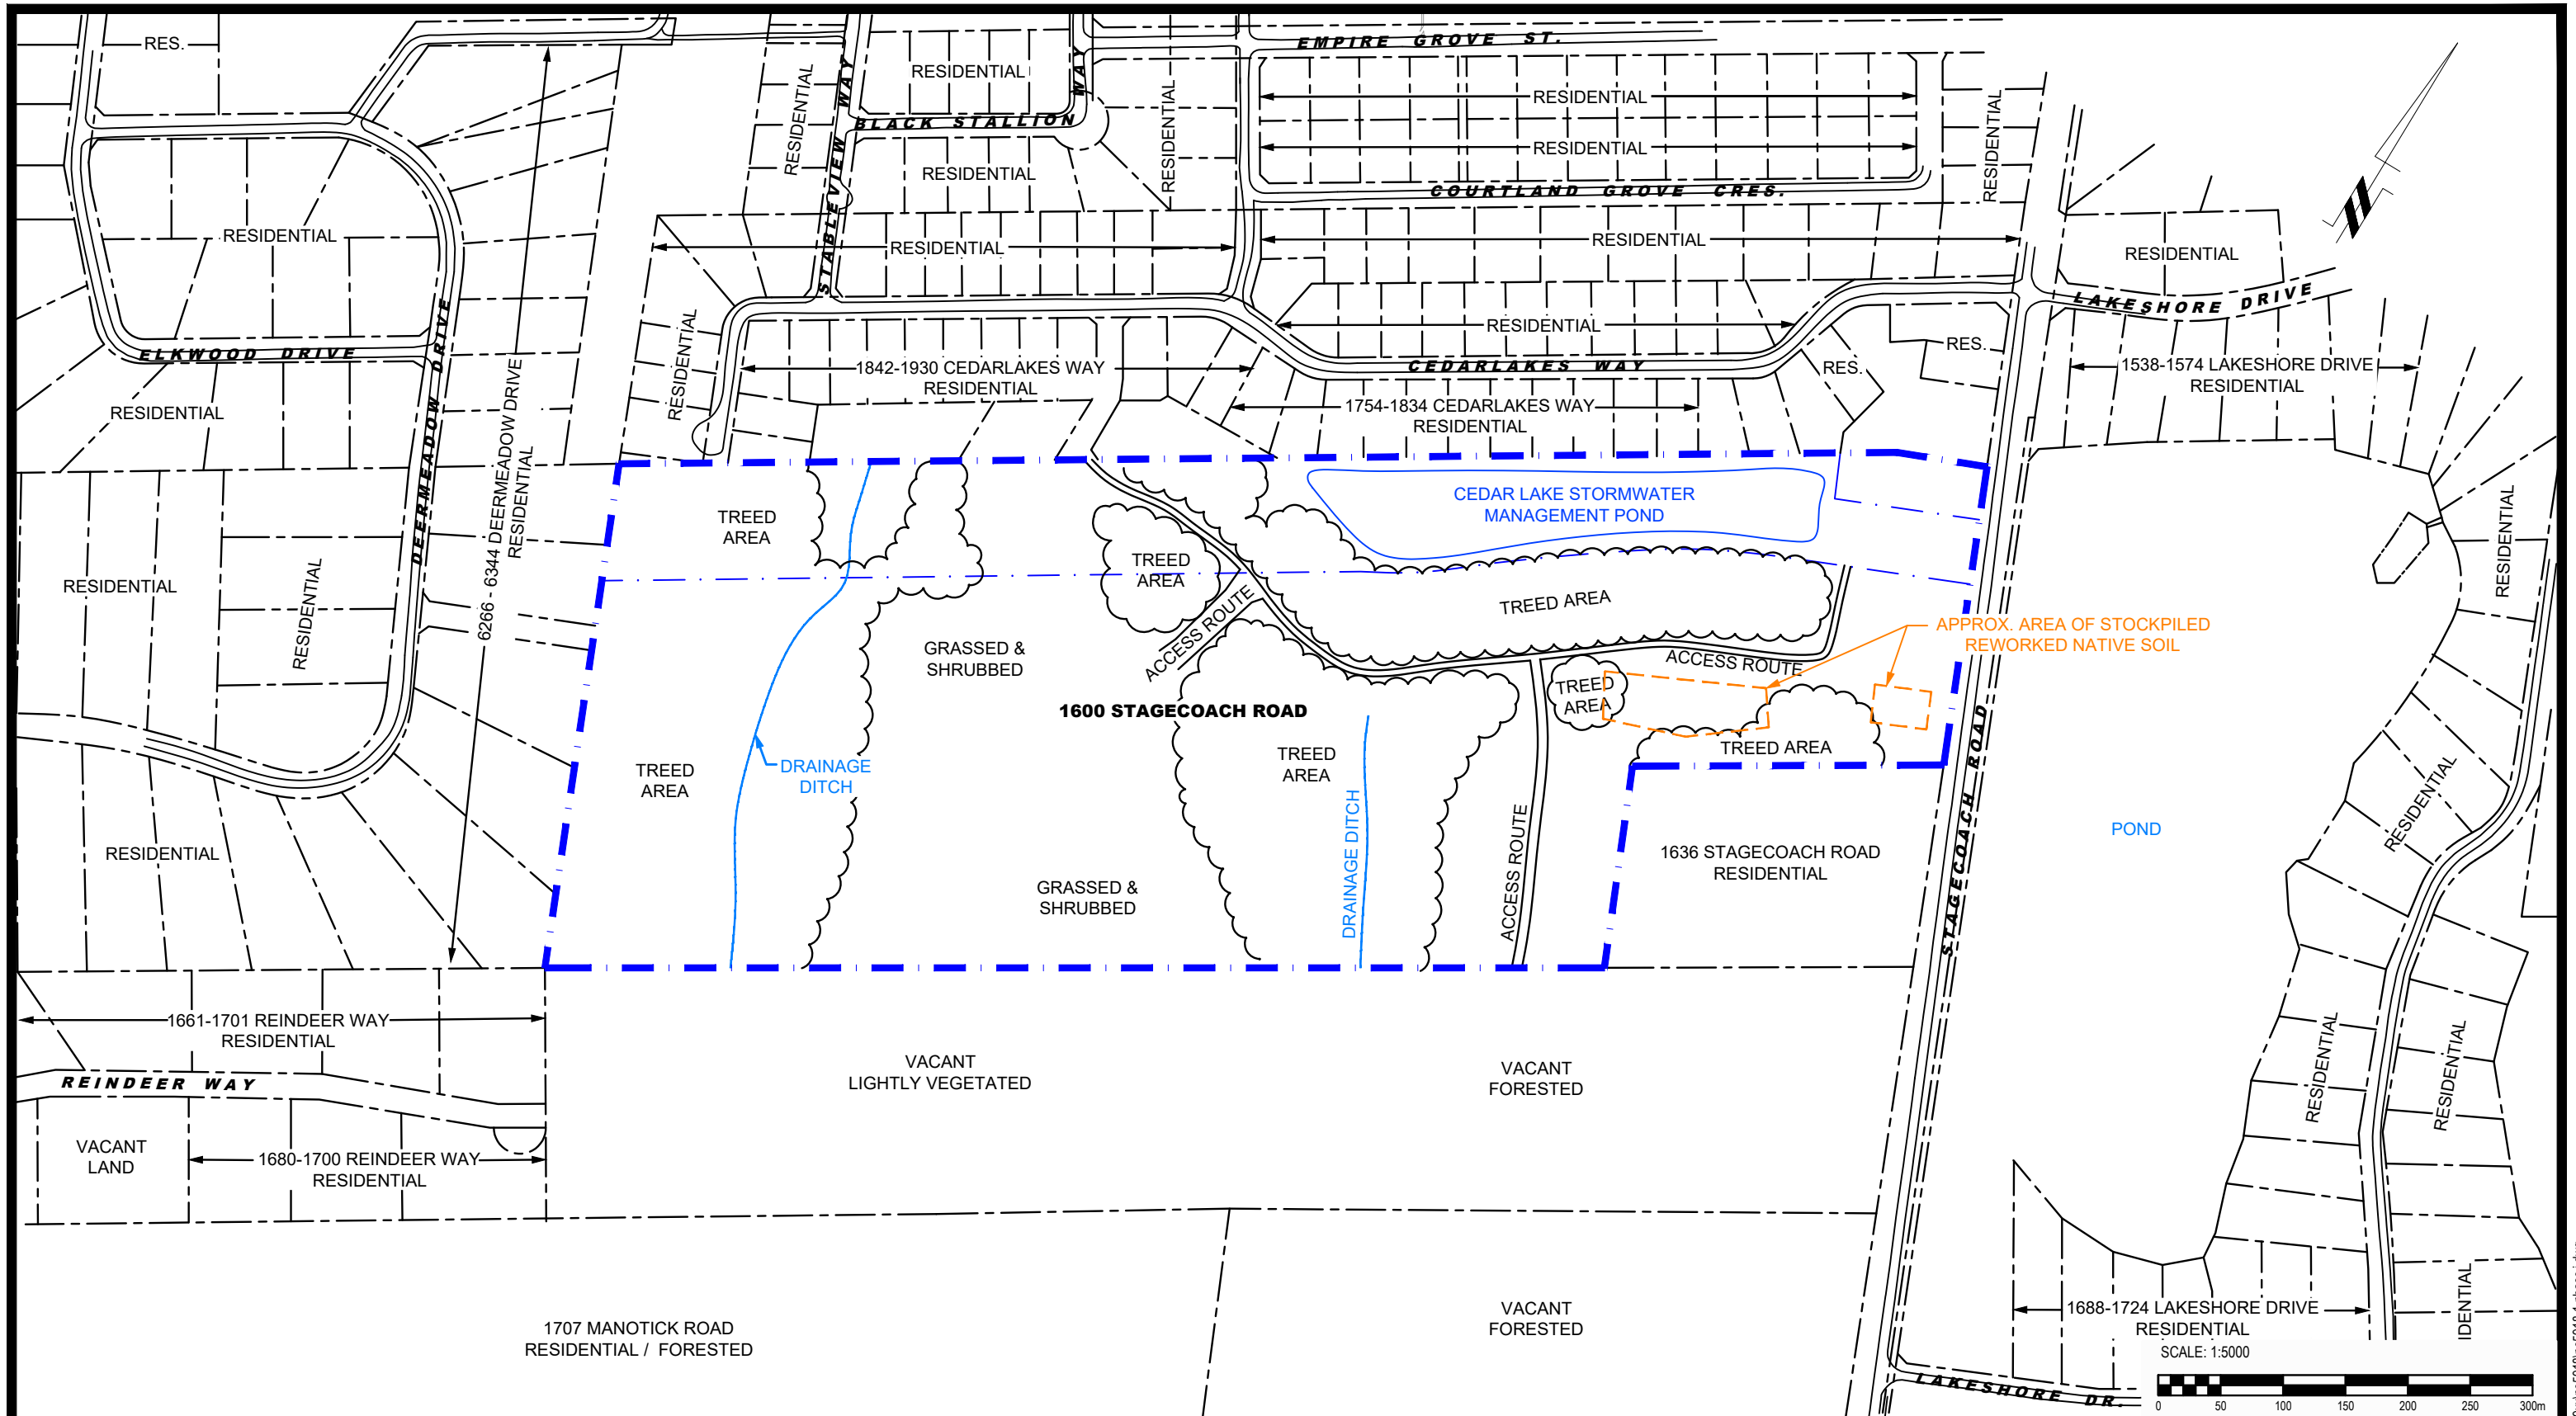 RES.
EMPIRE GROVE ST.
RESIDENTIAL
RESIDENTIAL
WAY
WAY
RESIDENTIAL
RESIDENTIAL
RESIDENTIAL
RESIDENTIAL
BLACK STALLION
RESIDENTIAL
STABLEVIEW
RESIDENTIAL
COURTLAND GROVE CRES.
RESIDENTIAL
RESIDENTIAL
RESIDENTIAL
RESIDENTIAL
LAKESHORE DRIVE
RESIDENTIAL
RESIDENTIAL
RES.
ELKWOOD DRIVE
DEERMEADOW DRIVE
1842-1930 CEDARLAKES WAY
RESIDENTIAL
CEDARLAKES WAY
RES.
1538-1574 LAKESHORE DRIVE
RESIDENTIAL
RESIDENTIAL
1754-1834 CEDARLAKES WAY
RESIDENTIAL
6266 - 6344 DEERMEADOW DRIVE
RESIDENTIAL
TREED
AREA
CEDAR LAKE STORMWATER
MANAGEMENT POND
RESIDENTIAL
TREED
AREA
RESIDENTIAL
RESIDENTIAL
TREED AREA
ACCESS ROUTE
GRASSED &
SHRUBBED
APPROX. AREA OF STOCKPILED
REWORKED NATIVE SOIL
ACCESS ROUTE
TREED
AREA
1600 STAGECOACH ROAD
TREED AREA
TREED
AREA
DRAINAGE
DITCH
TREED
AREA
STAGECOACH ROAD
RESIDENTIAL
POND
RESIDENTIAL
DRAINAGE DITCH
ACCESS ROUTE
1636 STAGECOACH ROAD
RESIDENTIAL
GRASSED &
SHRUBBED
1661-1701 REINDEER WAY
RESIDENTIAL
RESIDENTIAL
RESIDENTIAL
REINDEER WAY
VACANT
LIGHTLY VEGETATED
VACANT
FORESTED
VACANT
LAND
1680-1700 REINDEER WAY
RESIDENTIAL
1707 MANOTICK ROAD
RESIDENTIAL / FORESTED
VACANT
FORESTED
1688-1724 LAKESHORE DRIVE
RESIDENTIAL
IDENTIAL
SCALE: 1:5000
LAKESHORE DR.
0 50 100 150 200 250 300m